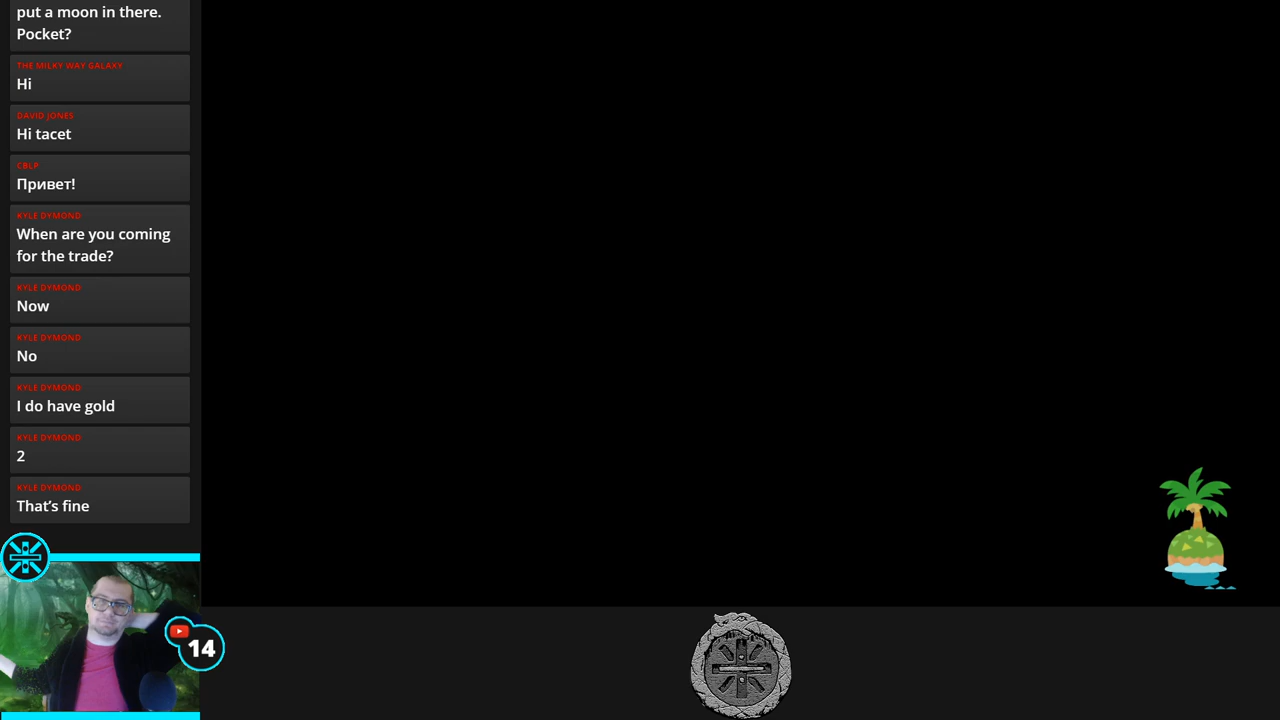 put a moon in there.
Pocket?
THE MILKY WAY GALAXY
Hi
DAVID JONES
Hi tacet
CBLP
Привет!
KYLE DYMOND
When are you coming
for the trade?
KYLE DYMOND
Now
KYLE DYMOND
No
KYLE DYMOND
I do have gold
KYLE DYMOND
2
KYLE DYMOND
That's fine
14